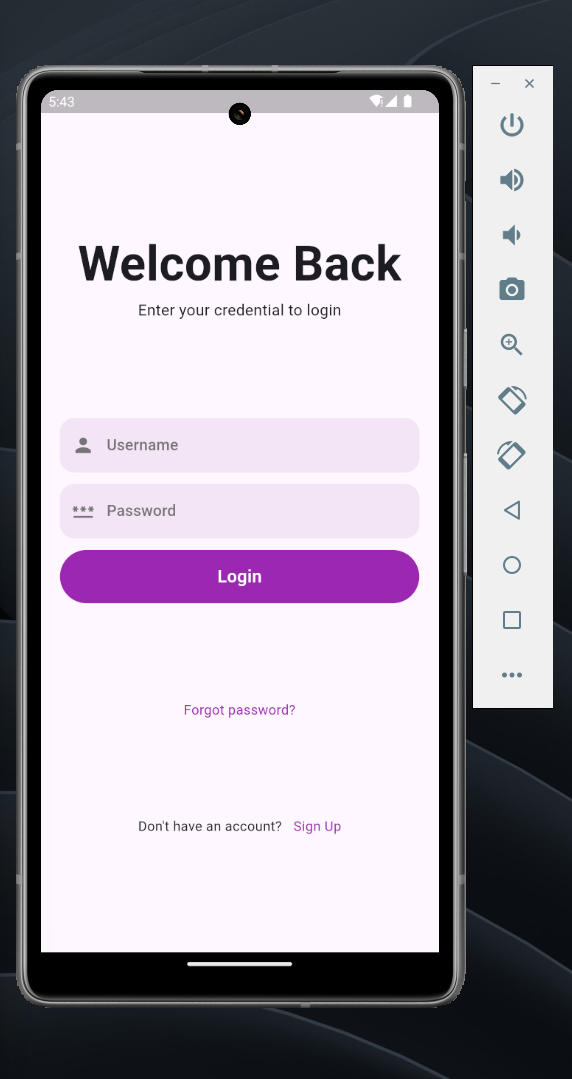 5:43
Welcome Back
Enter your credential to login
Username
Password
Login
Forgot password?
Don't have an account? Sign Up